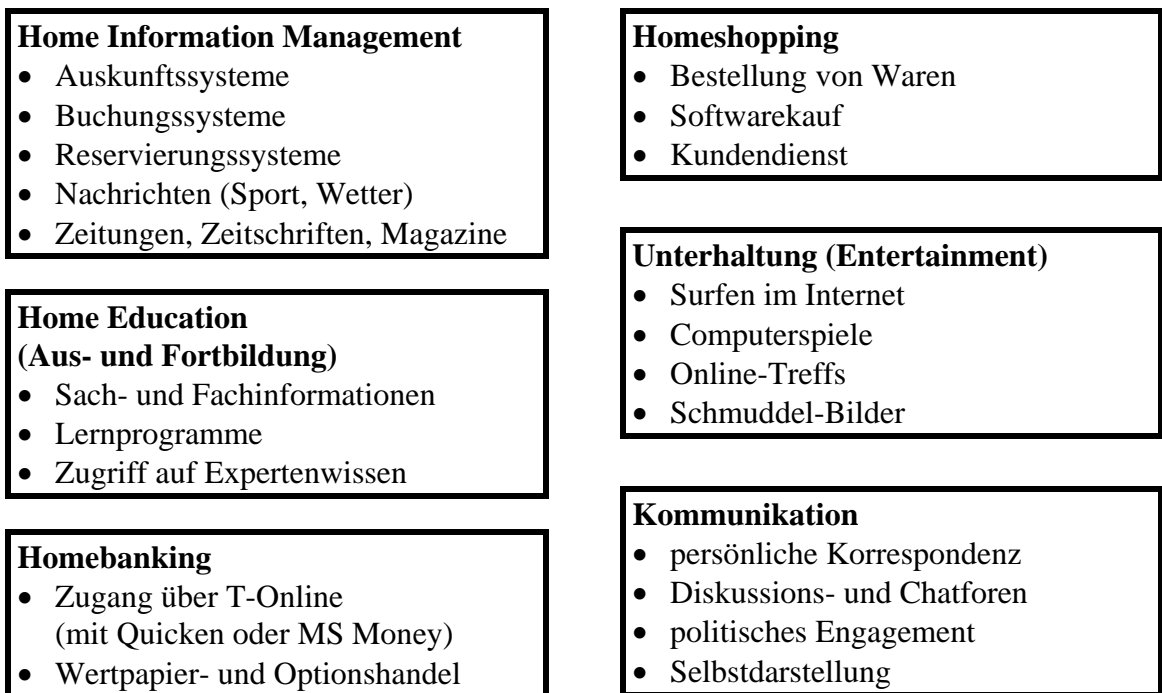 Home Information Management
• Auskunftssysteme
• Buchungssysteme
• Reservierungssysteme
• Nachrichten (Sport, Wetter)
• Zeitungen, Zeitschriften, Magazine
Home Education
(Aus- und Fortbildung)
• Sach- und Fachinformationen
• Lernprogramme
• Zugriff auf Expertenwissen
Homebanking
• Zugang über T-Online
(mit Quicken oder MS Money)
• Wertpapier- und Optionshandel
Homeshopping
• Bestellung von Waren
• Softwarekauf
• Kundendienst
Unterhaltung (Entertainment)
• Surfen im Internet
• Computerspiele
• Online-Treffs
• Schmuddel-Bilder
Kommunikation
• persönliche Korrespondenz
• Diskussions- und Chatforen
• politisches Engagement
• Selbstdarstellung